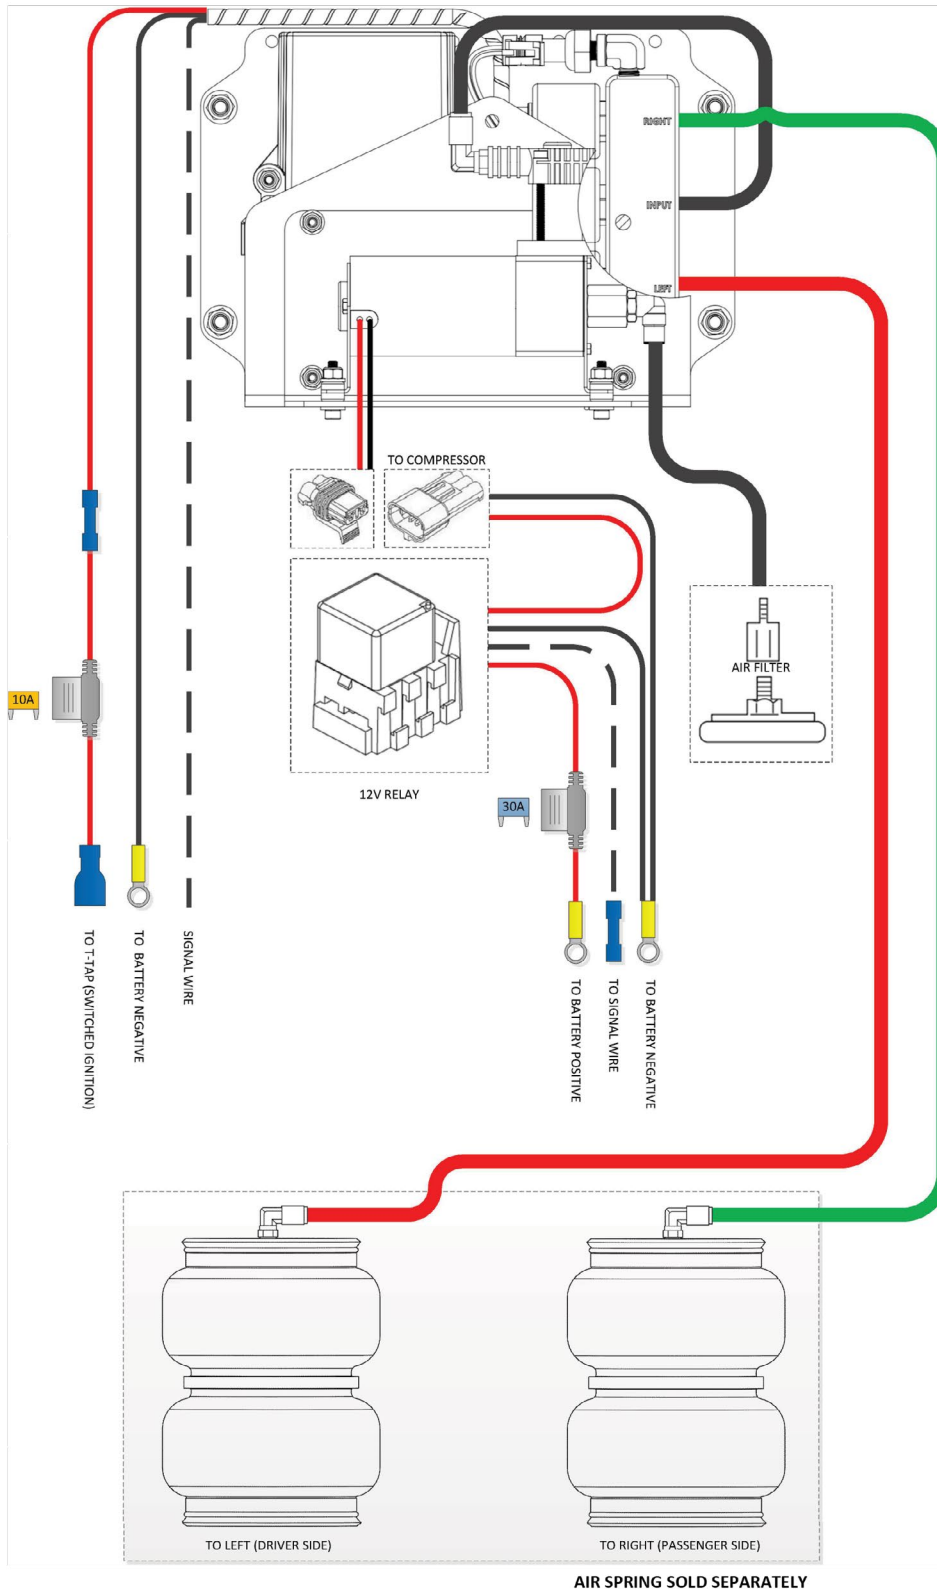 RIGHT
INPUT
LEFT
TO COMPRESSOR
AIR FILTER
10A
12V RELAY
30A
TO T-TAP (SWITCHED IGNITION)
TO BATTERY NEGATIVE
SIGNAL WIRE
TO BATTERY POSITIVE
TO SIGNAL WIRE
TO BATTERY NEGATIVE
TO LEFT (DRIVER SIDE)
TO RIGHT (PASSENGER SIDE)
AIR SPRING SOLD SEPARATELY